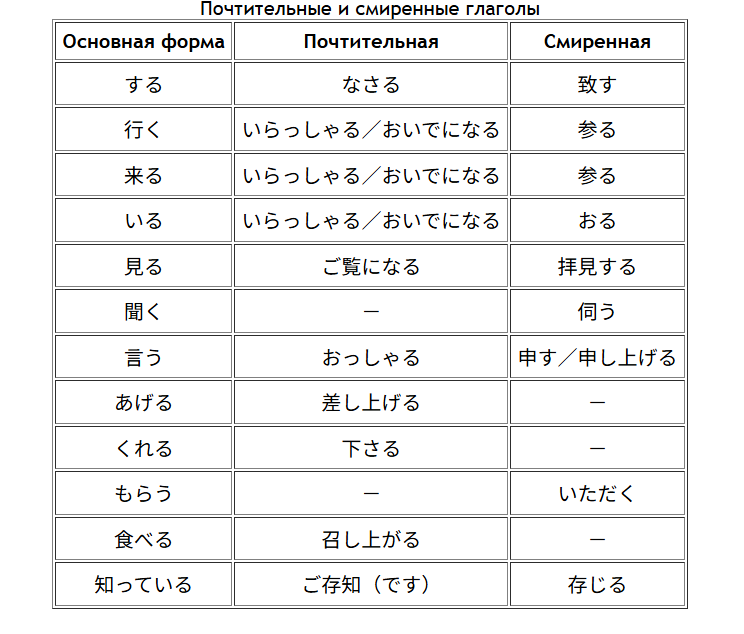 Почтительные и смиренные глаголы
Основная форма Почтительная Смиренная
する なさる 致す
行く いらっしゃる／おいでになる 参る
来る いらっしゃる／おいでになる 参る
いる いらっしゃる／おいでになる おる
見る ご覧になる 拝見する
聞く － 伺う
言う おっしゃる 申す／申し上げる
あげる 差し上げる －
くれる 下さる －
もらう － いただく
食べる 召し上がる －
知っている ご存知（です） 存じる